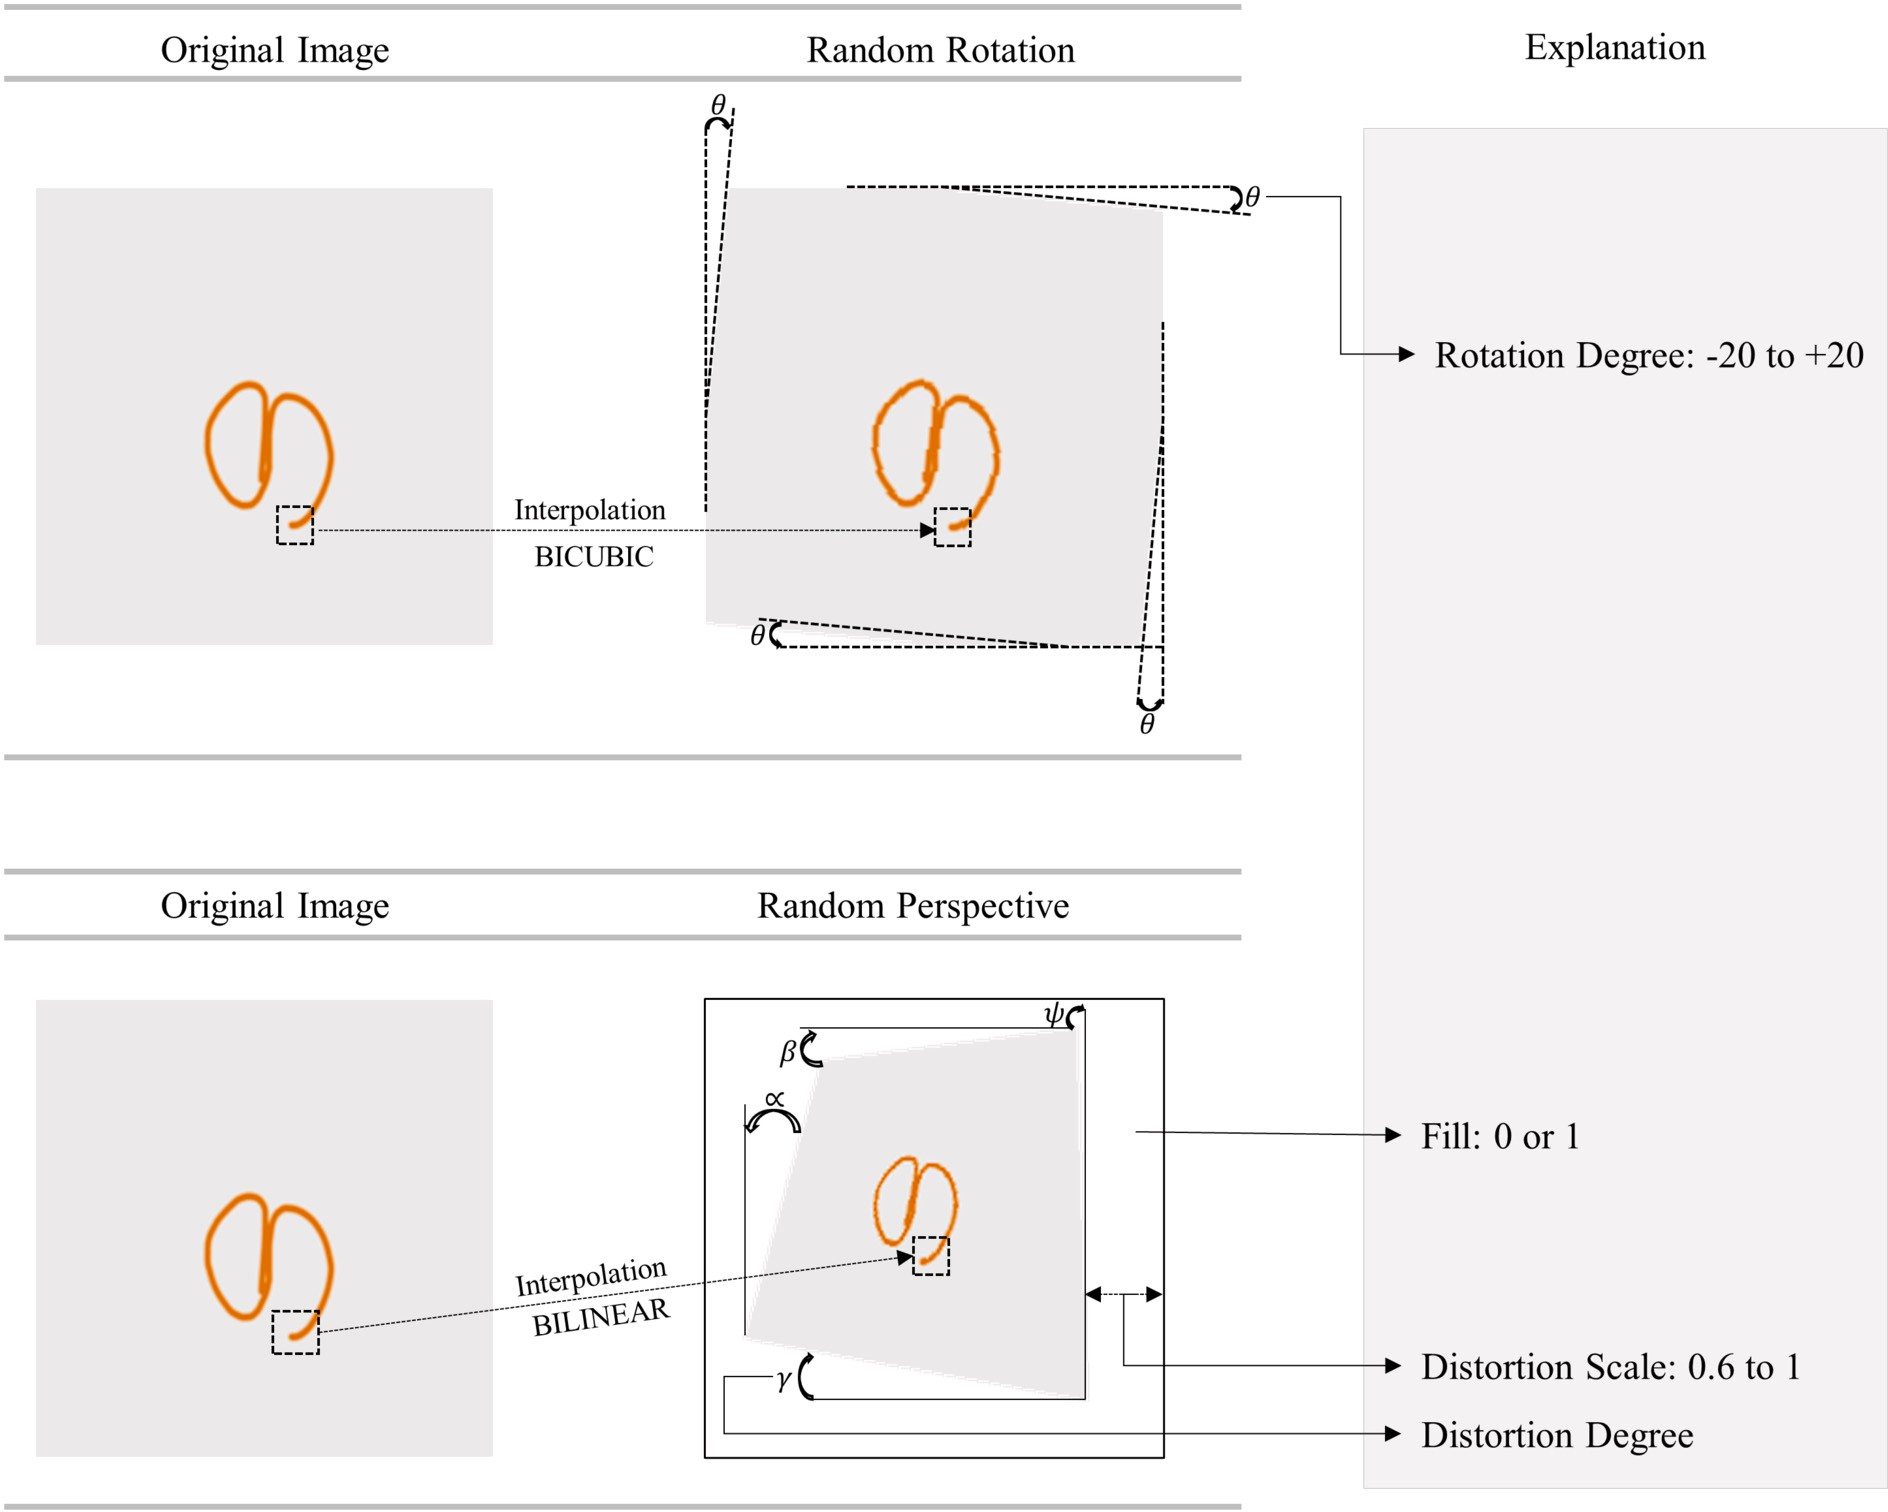 Original Image
Random Rotation
Explanation
θ
θ
Rotation Degree: -20 to +20
Interpolation
BICUBIC
θ
θ
Original Image
Random Perspective
ψ
β
∝
Fill: 0 or 1
Interpolation
BILINEAR
Distortion Scale: 0.6 to 1
γ
Distortion Degree